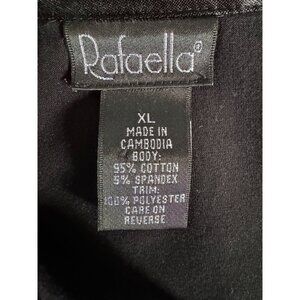 Rafaella®
XL
MADE IN
CAMBODIA
BODY:
95% COTTON
5% SPANDEX
TRIM:
100% POLYESTER
CARE ON
REVERSE